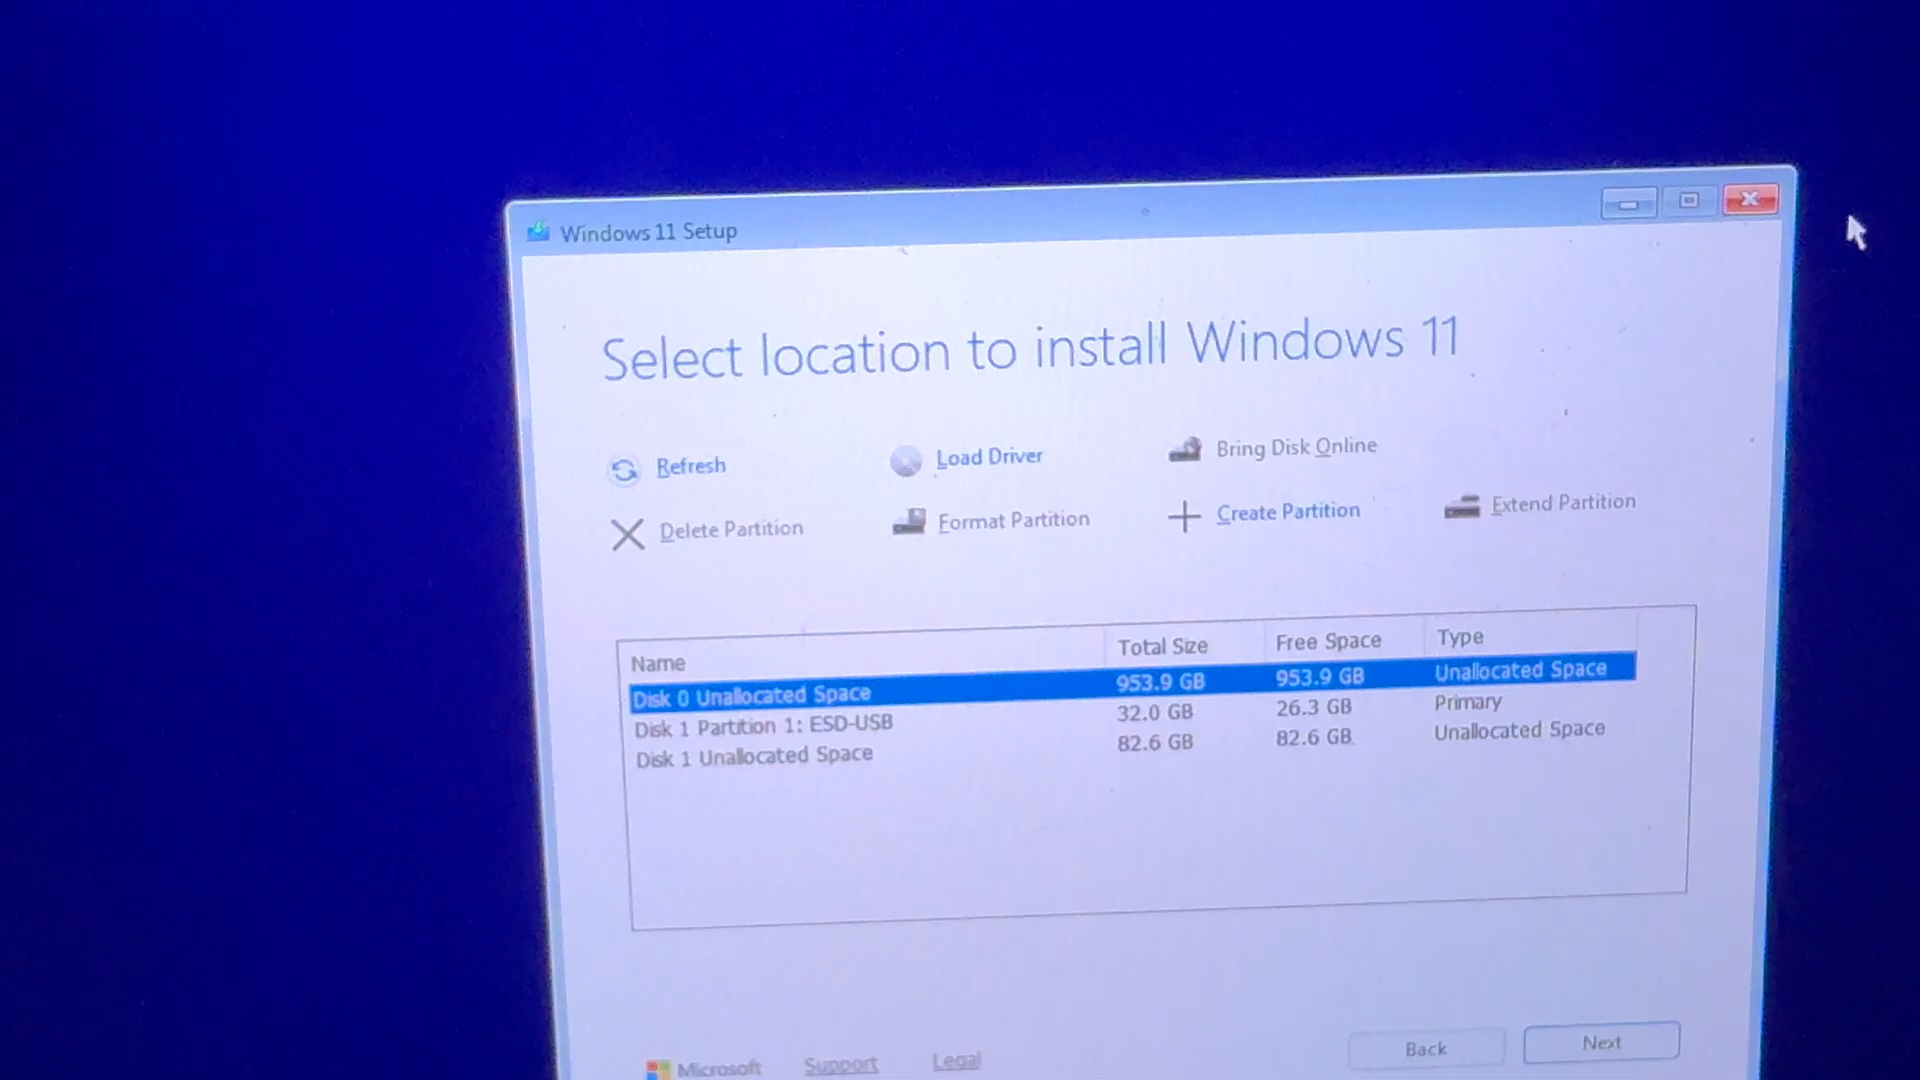 Windows 11 Setup
Select location to install Windows 11
Refresh
Load Driver
Bring Disk Online
Delete Partition
Format Partition
Create Partition
Extend Partition
Name Total Size Free Space Type
Disk 0 Unallocated Space 953.9 GB 953.9 GB Unallocated Space
Disk 1 Partition 1: ESD-USB 32.0 GB 26.3 GB Primary
Disk 1 Unallocated Space 82.6 GB 82.6 GB Unallocated Space
Microsoft Support Legal
Back Next